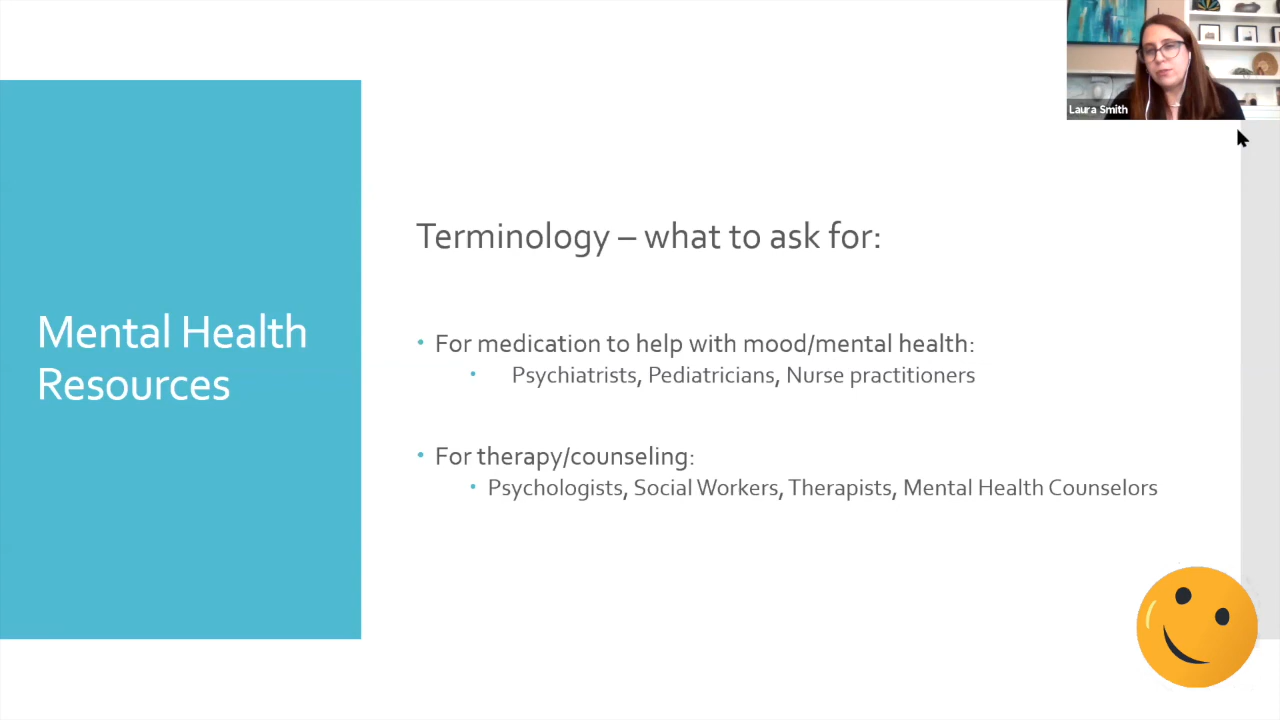 Laura Smith
Mental Health
Resources
Terminology – what to ask for:
• For medication to help with mood/mental health:
• Psychiatrists, Pediatricians, Nurse practitioners
• For therapy/counseling:
• Psychologists, Social Workers, Therapists, Mental Health Counselors